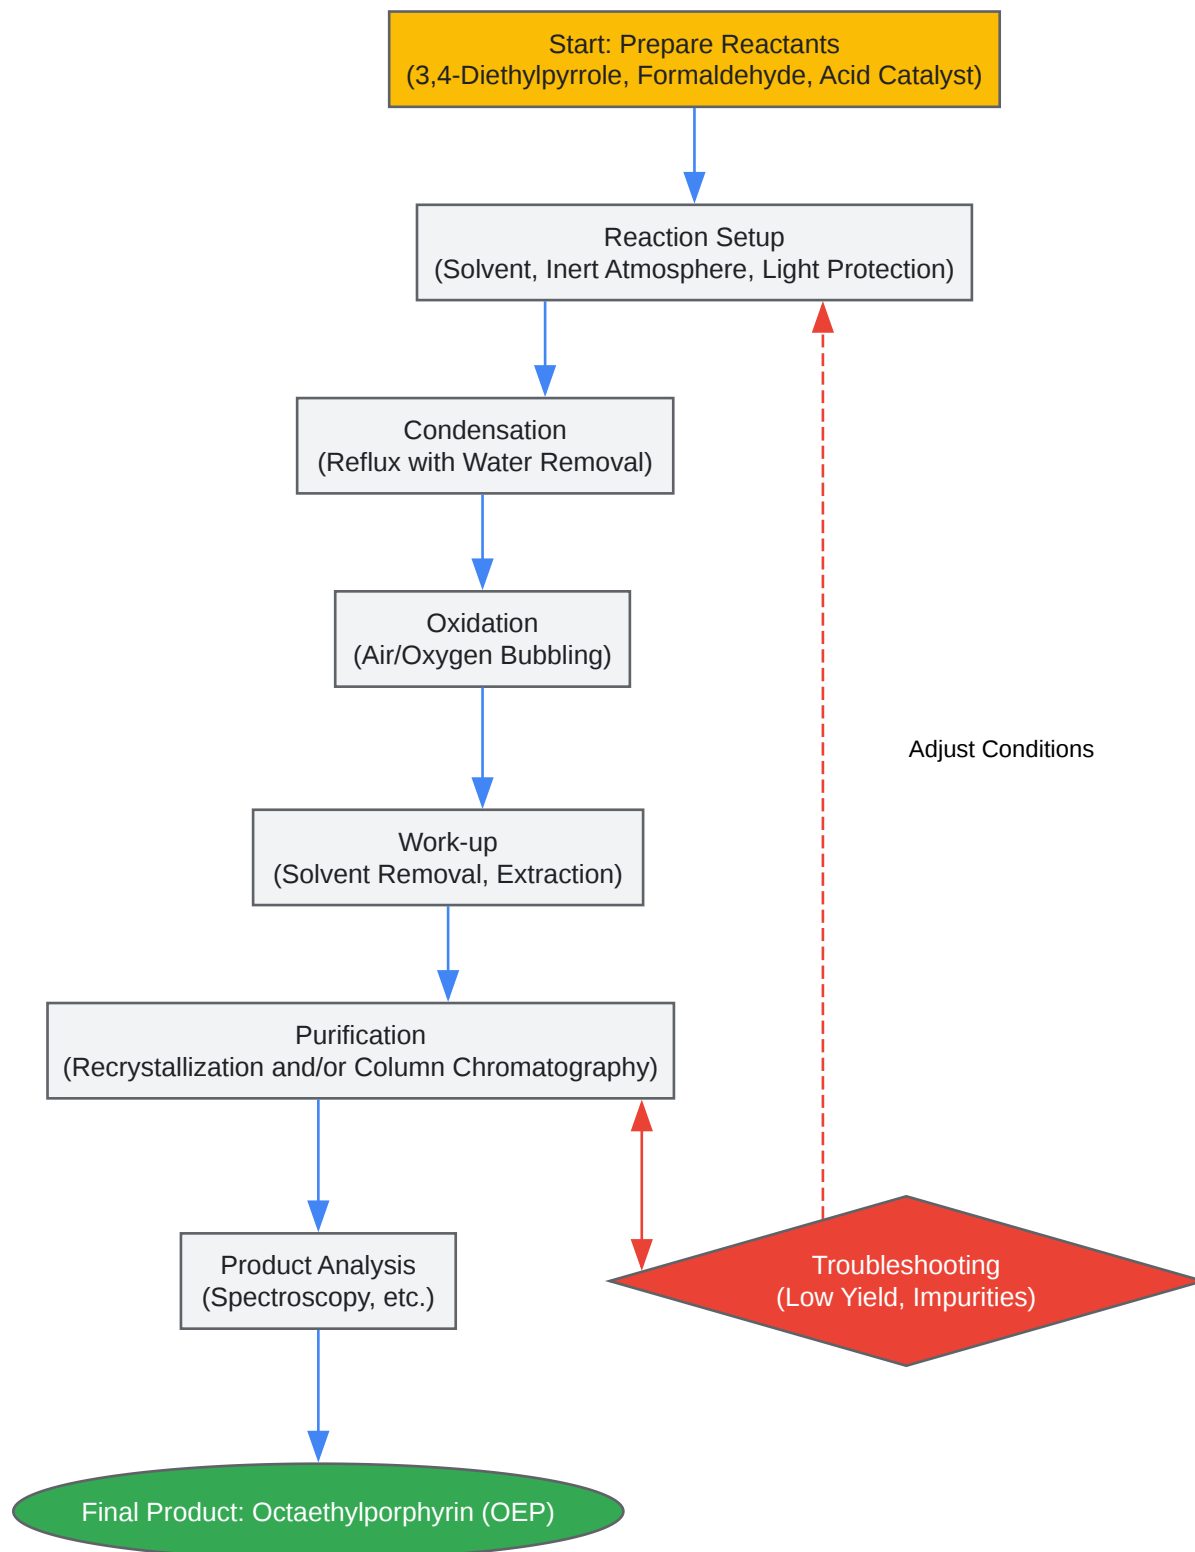 Start: Prepare Reactants
(3,4-Diethylpyrrole, Formaldehyde, Acid Catalyst)
Reaction Setup
(Solvent, Inert Atmosphere, Light Protection)
Condensation
(Reflux with Water Removal)
Oxidation
(Air/Oxygen Bubbling)
Adjust Conditions
Work-up
(Solvent Removal, Extraction)
Purification
(Recrystallization and/or Column Chromatography)
Product Analysis
(Spectroscopy, etc.)
Troubleshooting
(Low Yield, Impurities)
Final Product: Octaethylporphyrin (OEP)